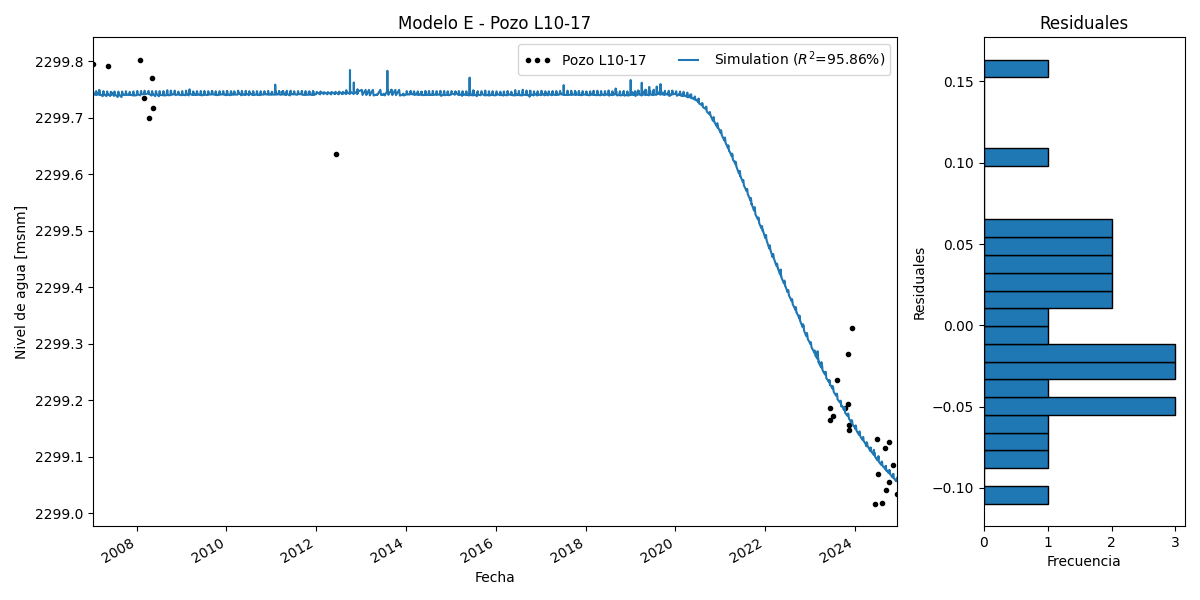 Modelo E - Pozo L10-17
Residuales
Pozo L10-17
Simulation (R²=95.86%)
Nivel de agua [msnm]
2299.8
2299.7
2299.6
2299.5
2299.4
2299.3
2299.2
2299.1
2299.0
2008 2010 2012 2014 2016 2018 2020 2022 2024
Fecha
Residuales
0.15
0.10
0.05
0.00
−0.05
−0.10
0 1 2 3
Frecuencia